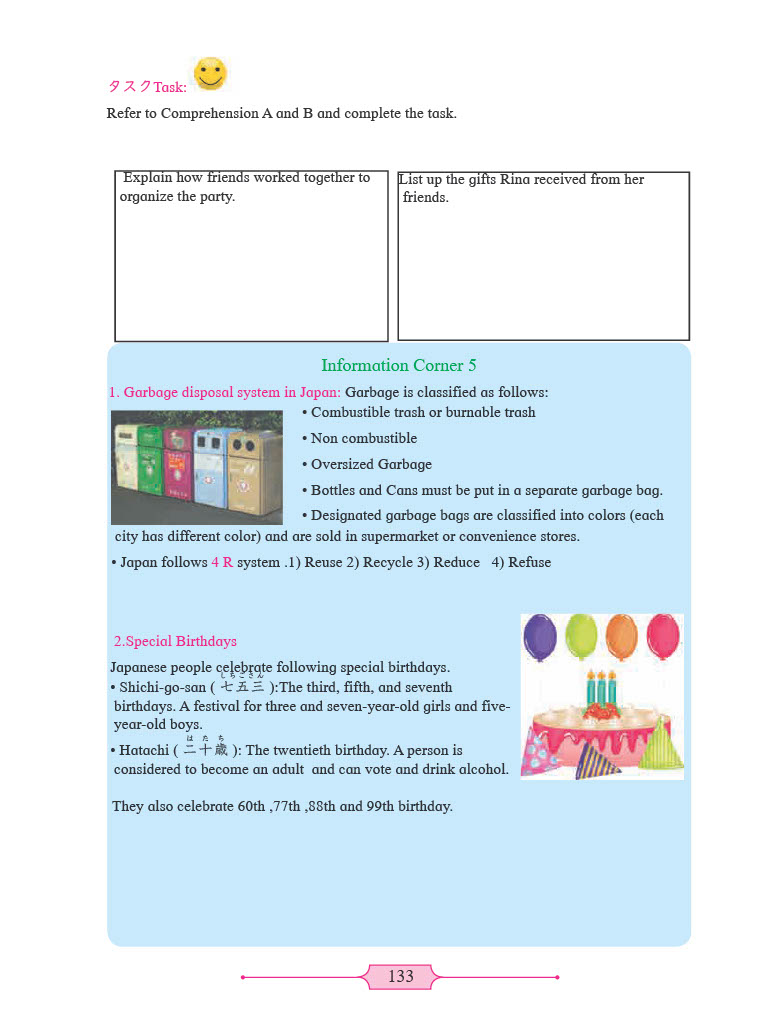 タスクTask:
Refer to Comprehension A and B and complete the task.
Explain how friends worked together to
organize the party.
List up the gifts Rina received from her
friends.
Information Corner 5
1. Garbage disposal system in Japan: Garbage is classified as follows:
• Combustible trash or burnable trash
• Non combustible
• Oversized Garbage
• Bottles and Cans must be put in a separate garbage bag.
• Designated garbage bags are classified into colors (each
city has different color) and are sold in supermarket or convenience stores.
• Japan follows 4 R system .1) Reuse 2) Recycle 3) Reduce 4) Refuse
2.Special Birthdays
Japanese people celebrate following special birthdays.
しちごさん
• Shichi-go-san ( 七五三 ):The third, fifth, and seventh
birthdays. A festival for three and seven-year-old girls and five-
year-old boys.
はたち
• Hatachi ( 二十歳 ): The twentieth birthday. A person is
considered to become an adult and can vote and drink alcohol.
They also celebrate 60th ,77th ,88th and 99th birthday.
133